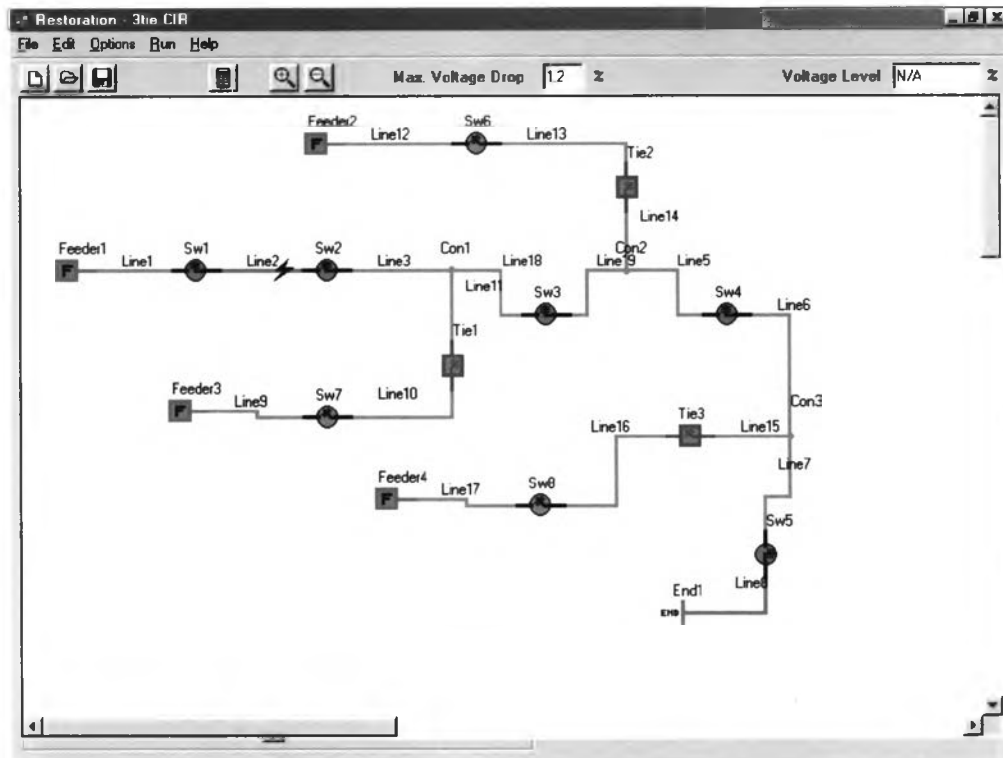 Restoration - 3tie CIR
File Edit Options Run Help
Max. Voltage Drop 1.2 % Voltage Level N/A %
Feeder2 Line12 Sw6 Line13
Tie2
Line14
Feeder1 Line1 Sw1 Line2 Sw2 Line3 Con1 Line18 Line19 Con2 Line5
Line11 Sw3 Sw4 Line6
Tie1
Feeder3 Line9 Sw7 Line10
Con3
Line16 Tie3 Line15
Line7
Feeder4 Line17 Sw8
Sw5
Line8
End1
END
F
F
F
F